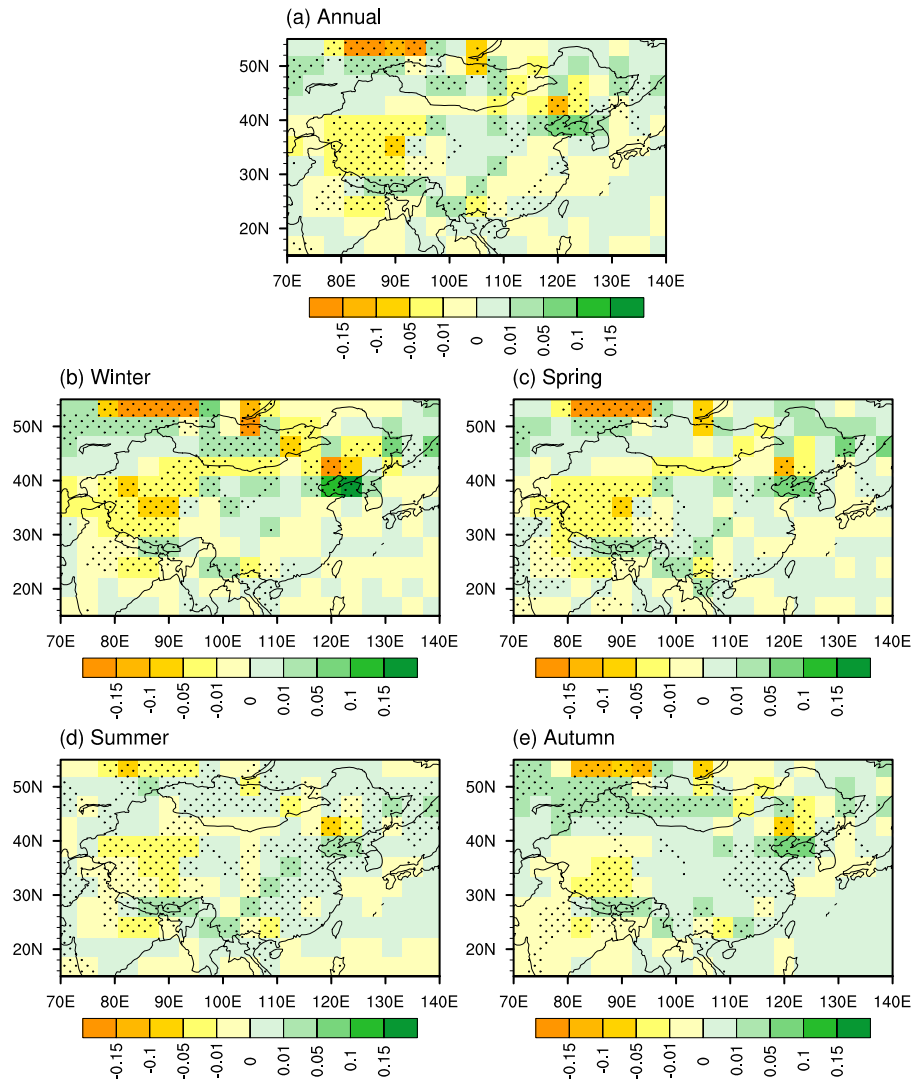 (a) Annual
50N
40N
30N
20N
70E 80E 90E 100E 110E 120E 130E 140E
-0.15 -0.1 -0.05 -0.01 0 0.01 0.05 0.1 0.15
(b) Winter
50N
40N
30N
20N
70E 80E 90E 100E 110E 120E 130E 140E
-0.15 -0.1 -0.05 -0.01 0 0.01 0.05 0.1 0.15
(c) Spring
50N
40N
30N
20N
70E 80E 90E 100E 110E 120E 130E 140E
-0.15 -0.1 -0.05 -0.01 0 0.01 0.05 0.1 0.15
(d) Summer
50N
40N
30N
20N
70E 80E 90E 100E 110E 120E 130E 140E
-0.15 -0.1 -0.05 -0.01 0 0.01 0.05 0.1 0.15
(e) Autumn
50N
40N
30N
20N
70E 80E 90E 100E 110E 120E 130E 140E
-0.15 -0.1 -0.05 -0.01 0 0.01 0.05 0.1 0.15